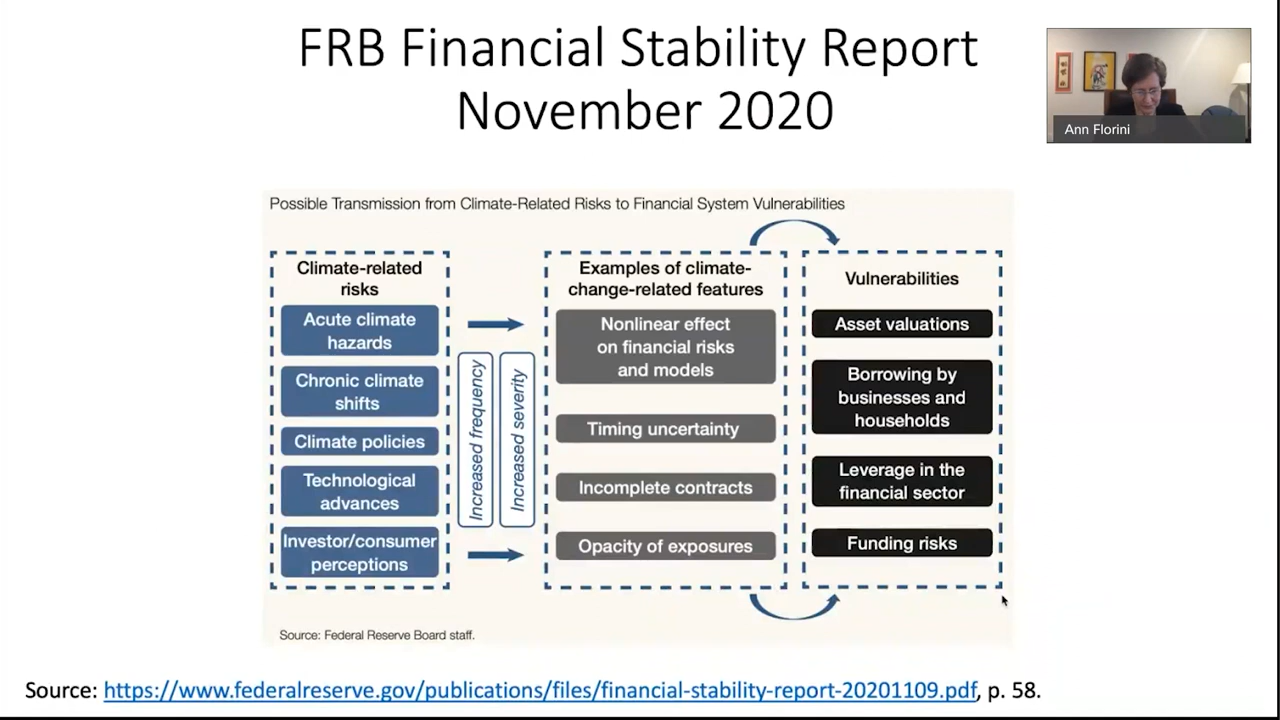 FRB Financial Stability Report
November 2020
Ann Florini
Possible Transmission from Climate-Related Risks to Financial System Vulnerabilities
Climate-related
risks
Acute climate
hazards
Chronic climate
shifts
Climate policies
Technological
advances
Investor/consumer
perceptions
Increased frequency
Increased severity
Examples of climate-
change-related features
Nonlinear effect
on financial risks
and models
Timing uncertainty
Incomplete contracts
Opacity of exposures
Vulnerabilities
Asset valuations
Borrowing by
businesses and
households
Leverage in the
financial sector
Funding risks
Source: Federal Reserve Board staff.
Source: https://www.federalreserve.gov/publications/files/financial-stability-report-20201109.pdf, p. 58.